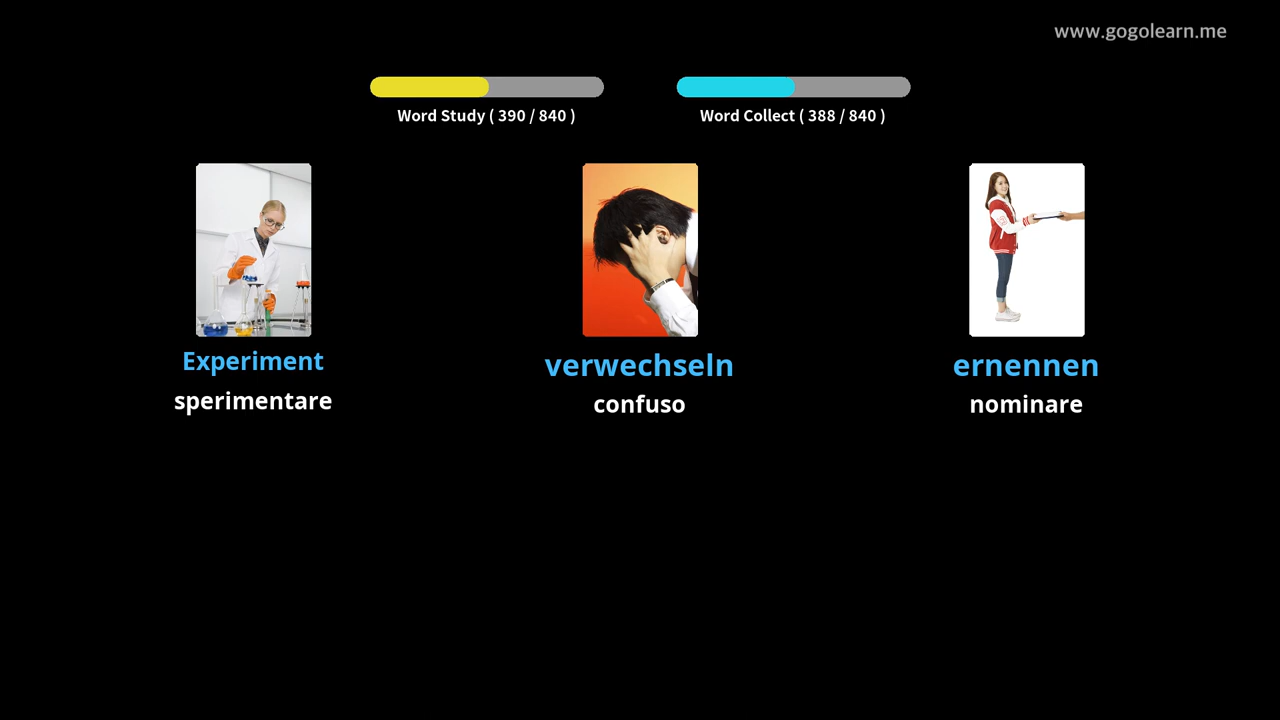 www.gogolearn.me
Word Study ( 390 / 840 )
Word Collect ( 388 / 840 )
Experiment
sperimentare
verwechseln
confuso
ernennen
nominare